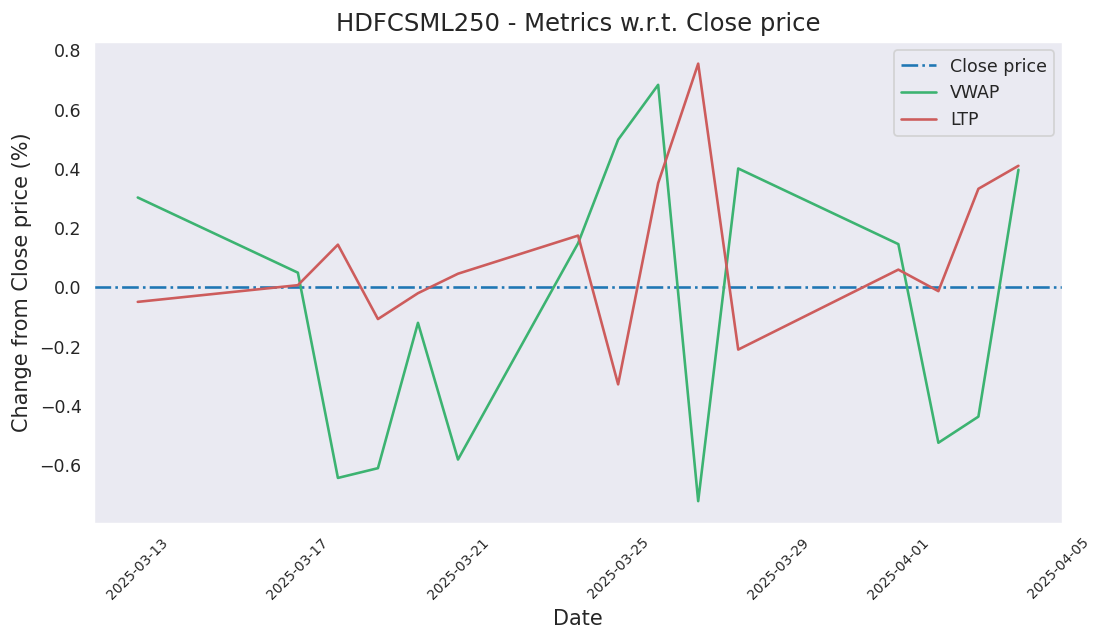 HDFCSML250 - Metrics w.r.t. Close price
Change from Close price (%)
0.8
0.6
0.4
0.2
0.0
−0.2
−0.4
−0.6
Close price
VWAP
LTP
2025-03-13
2025-03-17
2025-03-21
2025-03-25
2025-03-29
2025-04-01
2025-04-05
Date